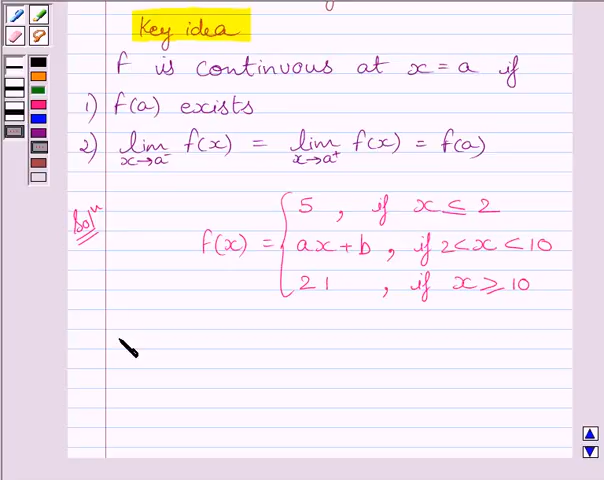 Key idea
f is continuous at x = a if
1) f(a) exists
2) lim x→a⁻ f(x) = lim x→a⁺ f(x) = f(a)
Solⁿ
f(x) = { 5 , if x ≤ 2
ax + b , if 2 < x < 10
21 , if x ≥ 10